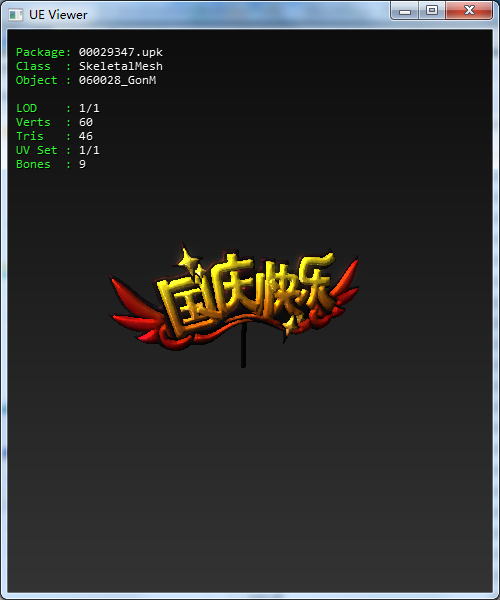 UE Viewer
Package: 00029347.upk
Class : SkeletalMesh
Object : 060028_GonM
LOD : 1/1
Verts : 60
Tris : 46
UV Set : 1/1
Bones : 9
国庆快乐